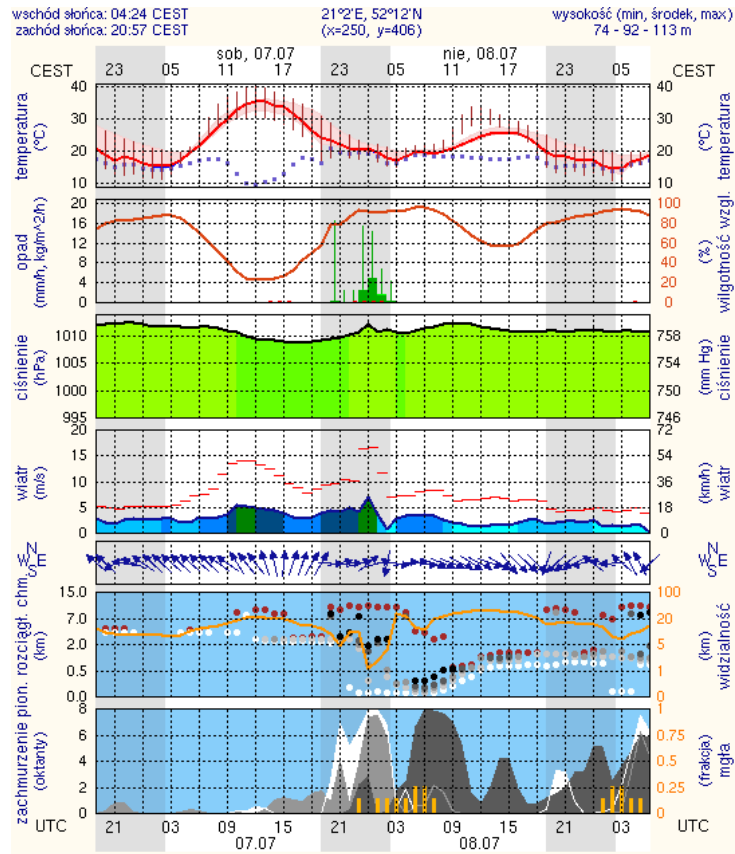 wschód słońca: 04:24 CEST 21°2'E, 52°12'N wysokość (min, środek, max)
zachód słońca: 20:57 CEST (x=250, y=406) 74 - 92 - 113 m
sob, 07.07 nie, 08.07
CEST 23 05 11 17 23 05 11 17 23 05 CEST
temperatura (°C) 40 30 20 10 40 30 20 10 temperatura (°C)
opad (mm/h, kg/m^2/h) 20 16 12 8 4 0 100 80 60 40 20 0 wilgotność wzgl. (%)
ciśnienie (hPa) 1010 1005 1000 995 758 754 750 746 ciśnienie (mm Hg)
wiatr (m/s) 20 15 10 5 0 72 54 36 18 0 wiatr (km/h)
N W E S N W E S
pion. rozciągł. chm. (km) 15.0 7.0 2.0 0.5 0.0 100 20 5 1 0 widzialność (km)
zachmurzenie (oktanty) 8 6 4 2 0 1 0.75 0.5 0.25 0 mgła (frakcja)
UTC 21 03 09 15 21 03 09 15 21 03 UTC
07.07 08.07